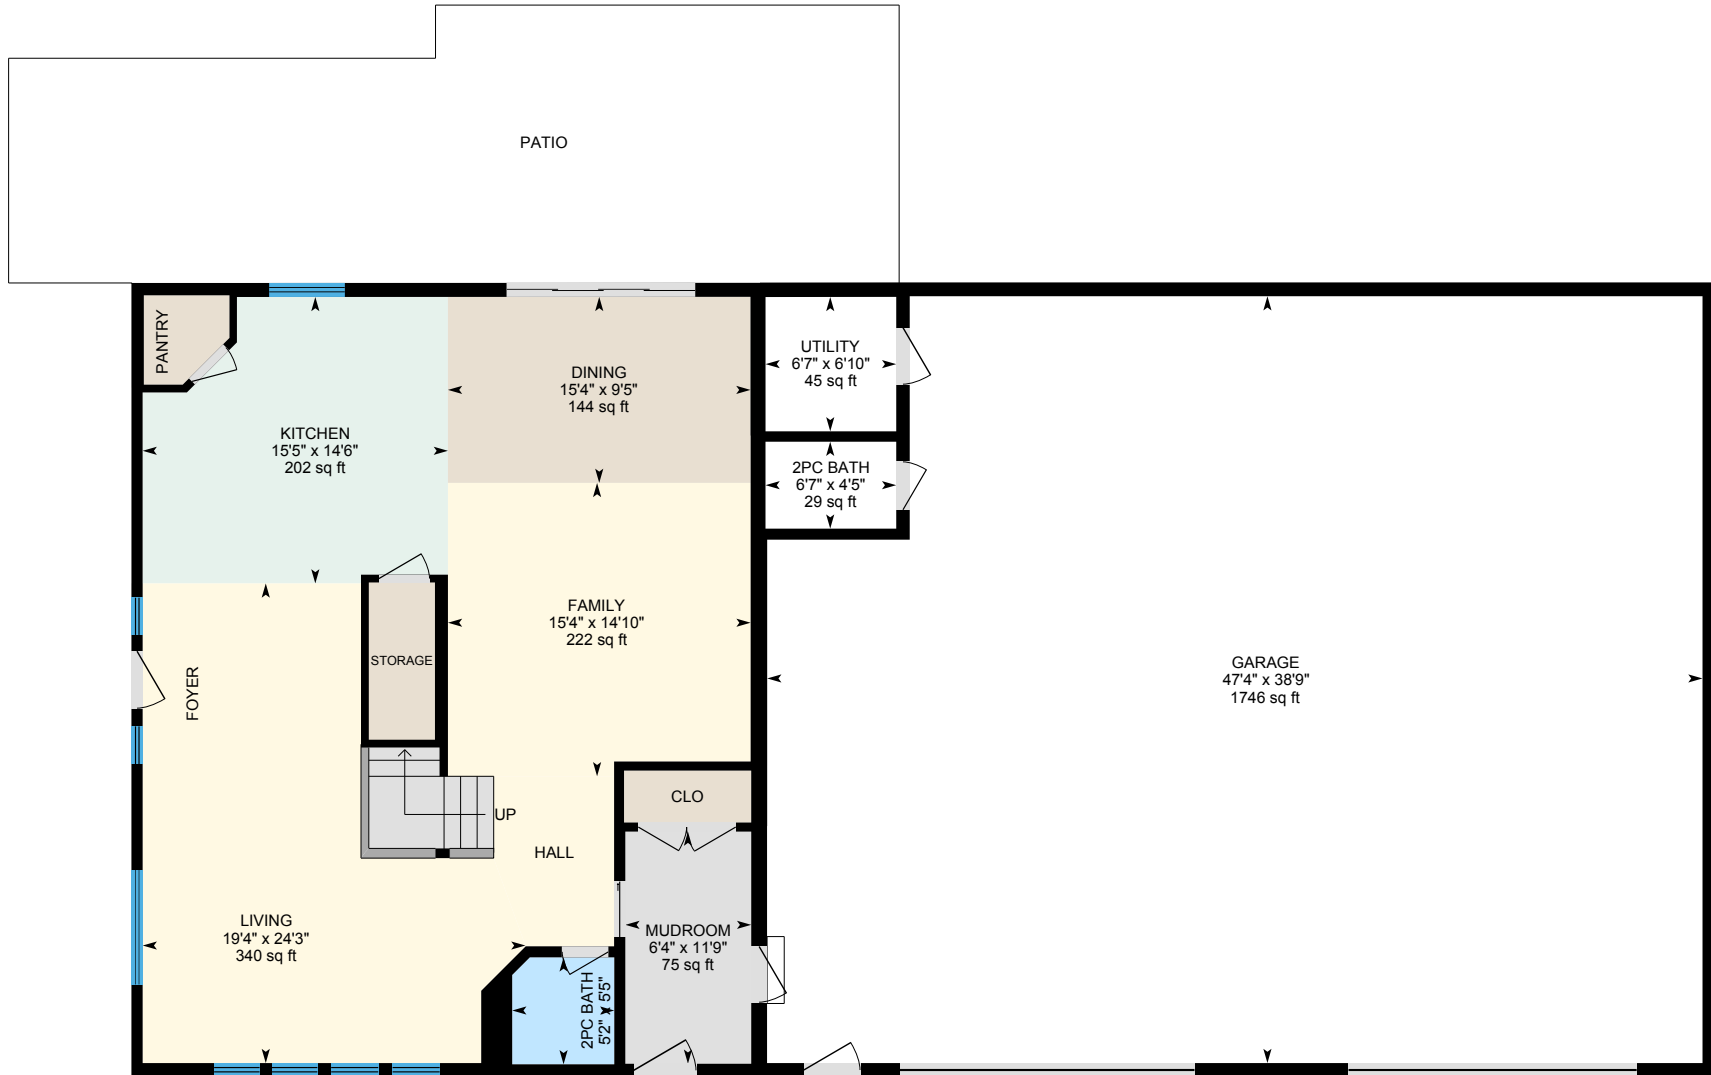 PATIO
PANTRY
KITCHEN
15'5" x 14'6"
202 sq ft
DINING
15'4" x 9'5"
144 sq ft
UTILITY
6'7" x 6'10"
45 sq ft
2PC BATH
6'7" x 4'5"
29 sq ft
FAMILY
15'4" x 14'10"
222 sq ft
STORAGE
FOYER
GARAGE
47'4" x 38'9"
1746 sq ft
CLO
UP
HALL
LIVING
19'4" x 24'3"
340 sq ft
MUDROOM
6'4" x 11'9"
75 sq ft
2PC BATH
5'2" x 5'5"